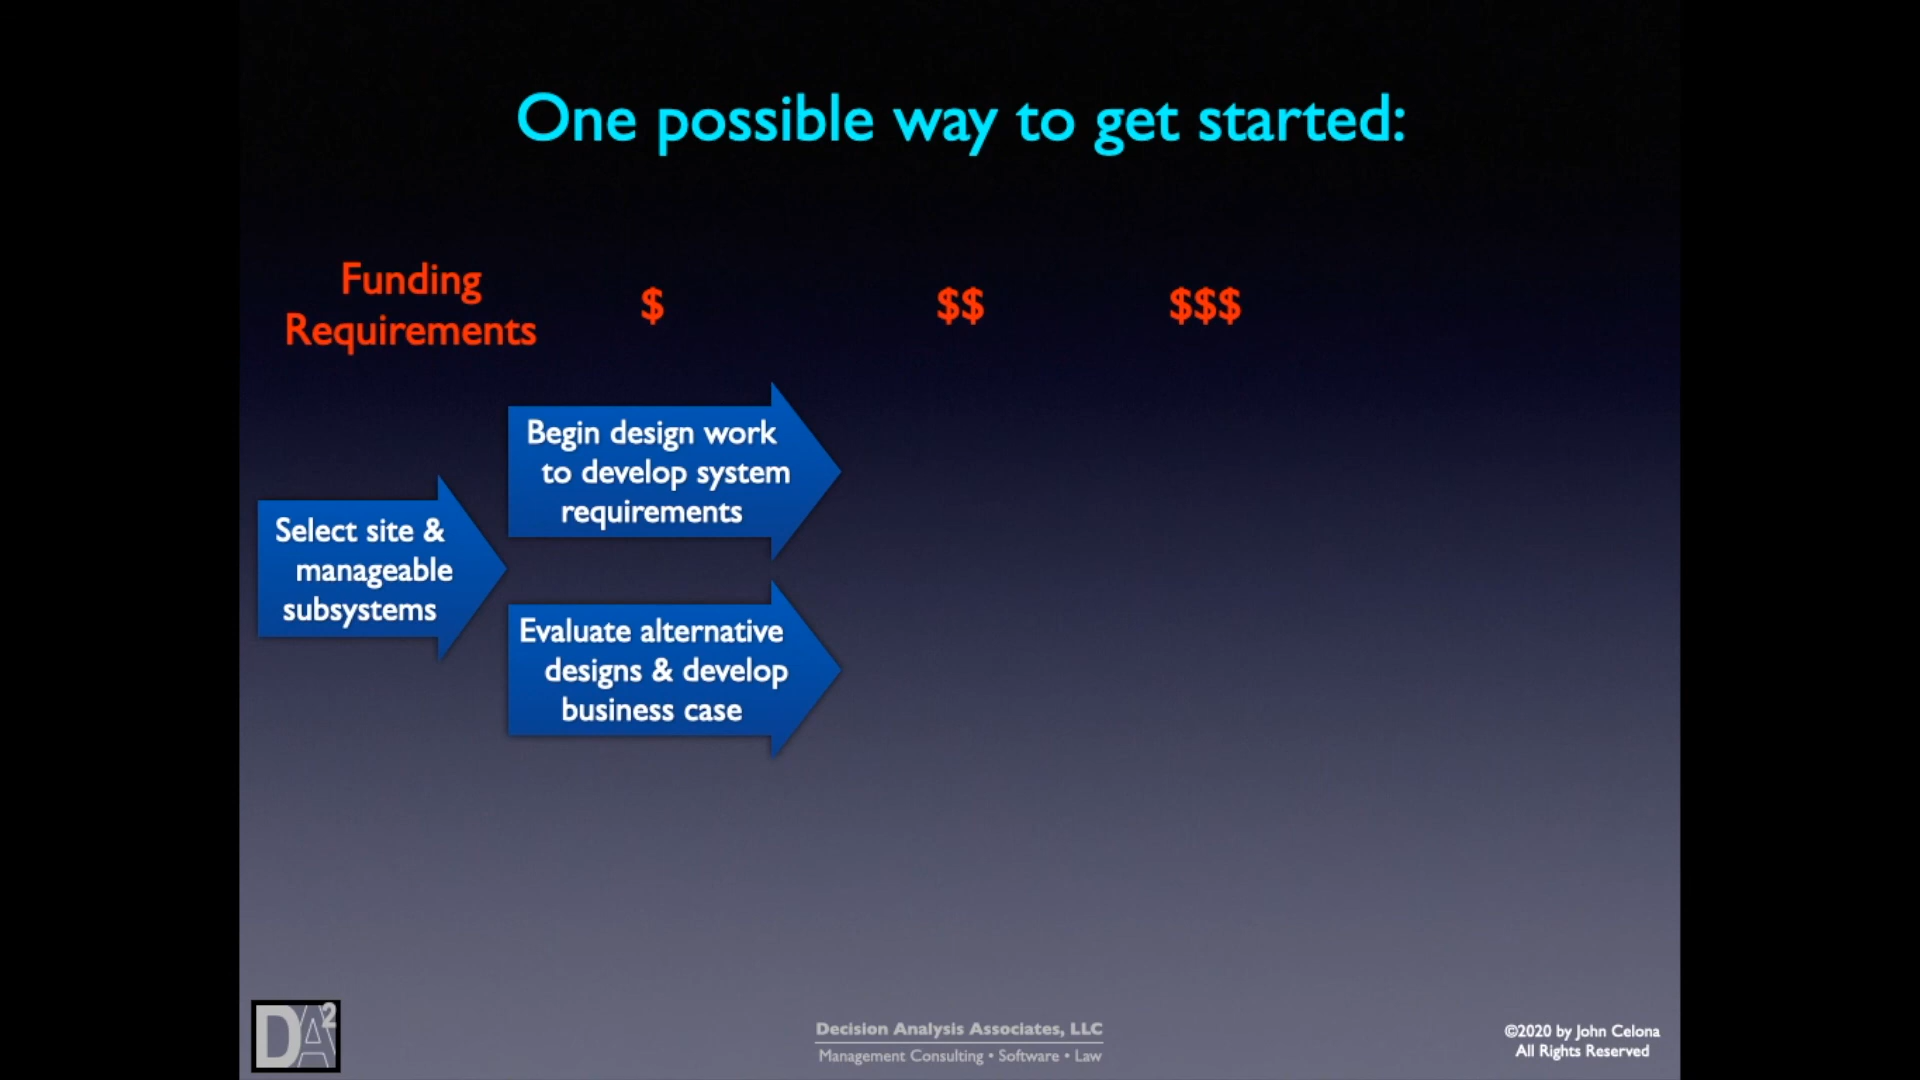 One possible way to get started:
Funding
Requirements
$
$$
$$$
Begin design work
to develop system
requirements
Select site &
manageable
subsystems
Evaluate alternative
designs & develop
business case
DA²
Decision Analysis Associates, LLC
Management Consulting • Software • Law
©2020 by John Celona
All Rights Reserved